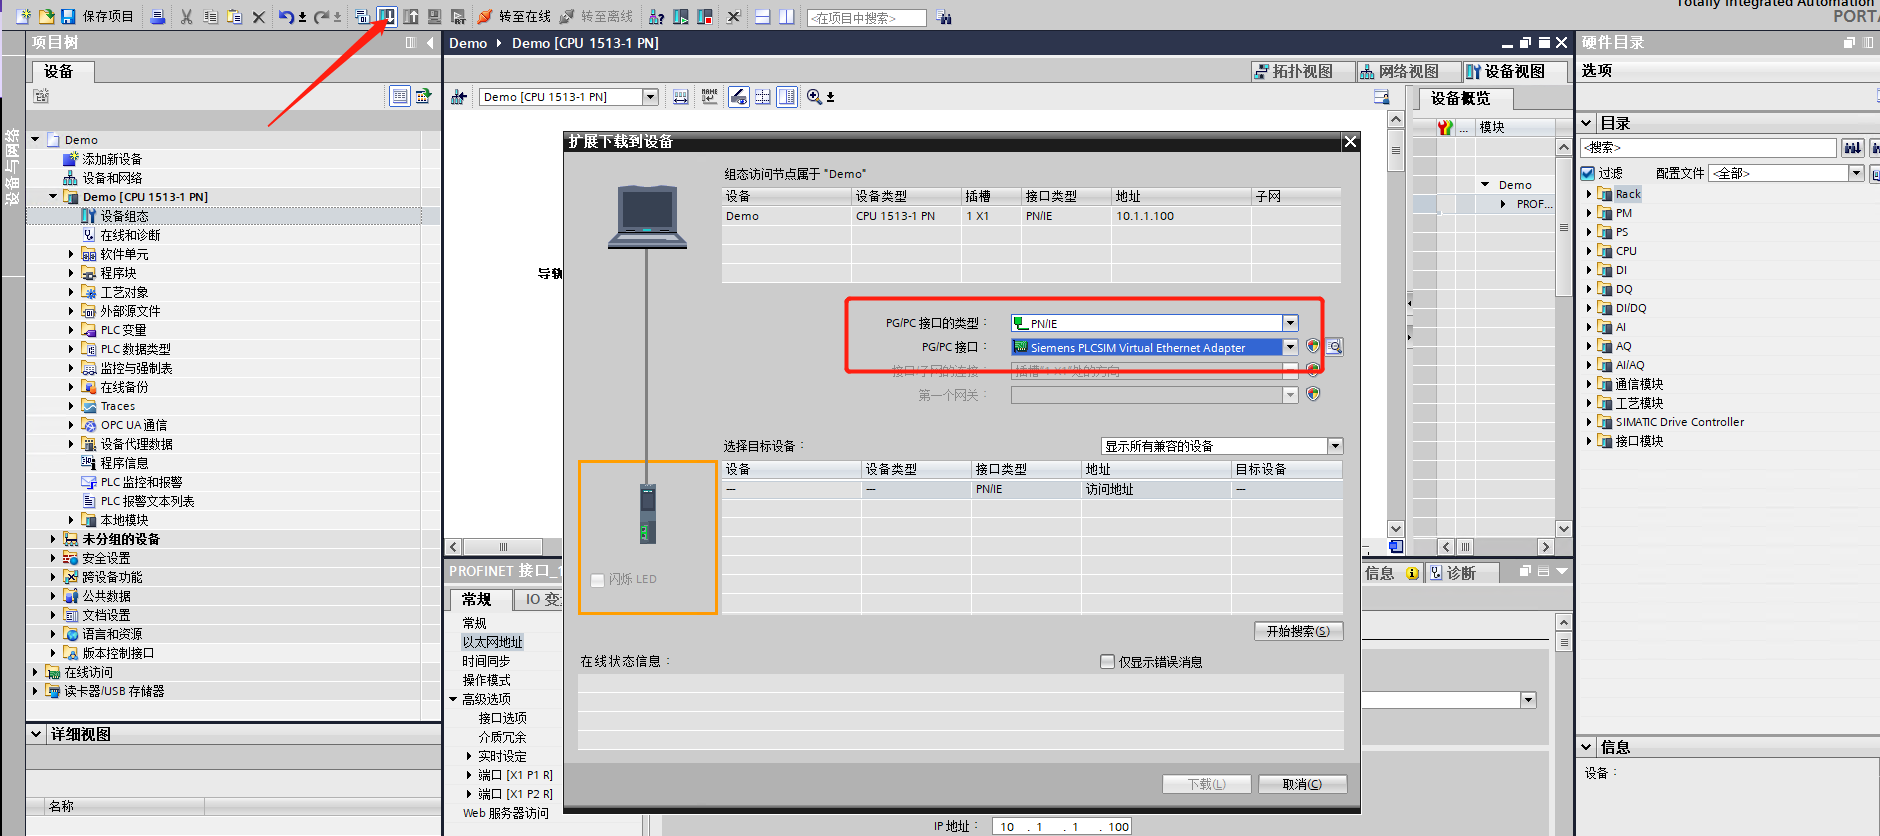 Totally Integrated Automation
PORTA
保存项目
转至在线
转至离线
<在项目中搜索>
项目树
Demo
Demo [CPU 1513-1 PN]
硬件目录
设备
拓扑视图
网络视图
设备视图
选项
Demo [CPU 1513-1 PN]
设备概览
设备与网络
Demo
添加新设备
设备和网络
Demo [CPU 1513-1 PN]
设备组态
在线和诊断
软件单元
程序块
工艺对象
外部源文件
PLC 变量
PLC 数据类型
监控与强制表
在线备份
Traces
OPC UA 通信
设备代理数据
程序信息
PLC 监控和报警
PLC 报警文本列表
本地模块
未分组的设备
安全设置
跨设备功能
公共数据
文档设置
语言和资源
版本控制接口
在线访问
读卡器/USB 存储器
详细视图
名称
导轨
扩展下载到设备
组态访问节点属于 "Demo"
设备 设备类型 插槽 接口类型 地址 子网
Demo CPU 1513-1 PN 1 X1 PN/IE 10.1.1.100
PG/PC 接口的类型：
PN/IE
PG/PC 接口：
Siemens PLCSIM Virtual Ethernet Adapter
接口/子网的连接：
插槽"1 X1"处的方向
第一个网关：
选择目标设备：
显示所有兼容的设备
设备 设备类型 接口类型 地址 目标设备
— — PN/IE 访问地址 —
闪烁 LED
开始搜索(S)
在线状态信息：
仅显示错误消息
下载(L)
取消(C)
PROFINET 接口_1
信息
诊断
常规
IO 变
常规
以太网地址
时间同步
操作模式
高级选项
接口选项
介质冗余
实时设定
端口 [X1 P1 R]
端口 [X1 P2 R]
Web 服务器访问
IP 地址：
10 . 1 . 1 . 100
... 模块
Demo
PROF...
目录
<搜索>
过滤
配置文件
<全部>
Rack
PM
PS
CPU
DI
DQ
DI/DQ
AI
AQ
AI/AQ
通信模块
工艺模块
SIMATIC Drive Controller
接口模块
信息
设备：